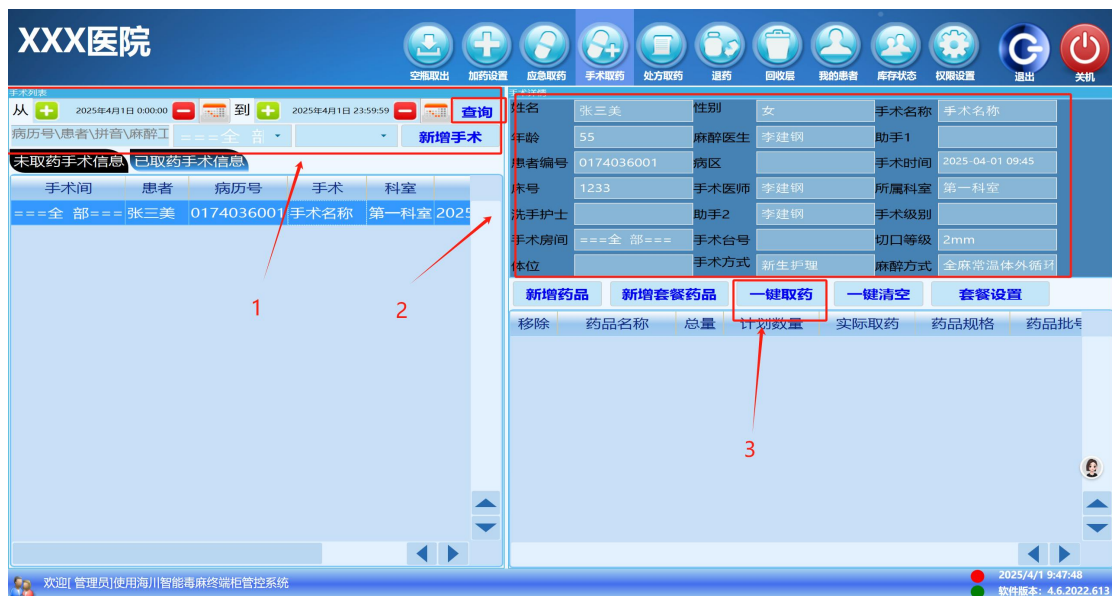 XXX医院
空瓶取出 加药设置 应急取药 手术取药 处方取药 退药 回收层 我的患者 库存状态 权限设置 退出 关机
手术列表
从 2025年4月1日 0:00:00 到 2025年4月1日 23:59:59 查询
病历号\患者\拼音\麻醉工 ===全 部 新增手术
未取药手术信息 已取药手术信息
手术间 患者 病历号 手术 科室
===全 部=== 张三美 0174036001 手术名称 第一科室 2025
1
2
手术详情
姓名 张三美 性别 女 手术名称 手术名称
年龄 55 麻醉医生 李建钢 助手1
患者编号 0174036001 病区 手术时间 2025-04-01 09:45
床号 1233 手术医师 李建钢 所属科室 第一科室
洗手护士 助手2 李建钢 手术级别
手术房间 ===全 部=== 手术台号 切口等级 2mm
体位 手术方式 新生护理 麻醉方式 全麻常温体外循环
新增药品 新增套餐药品 一键取药 一键清空 套餐设置
移除 药品名称 总量 计划数量 实际取药 药品规格 药品批号
3
欢迎[ 管理员]使用海川智能毒麻终端柜管控系统
2025/4/1 9:47:48
软件版本: 4.6.2022.613